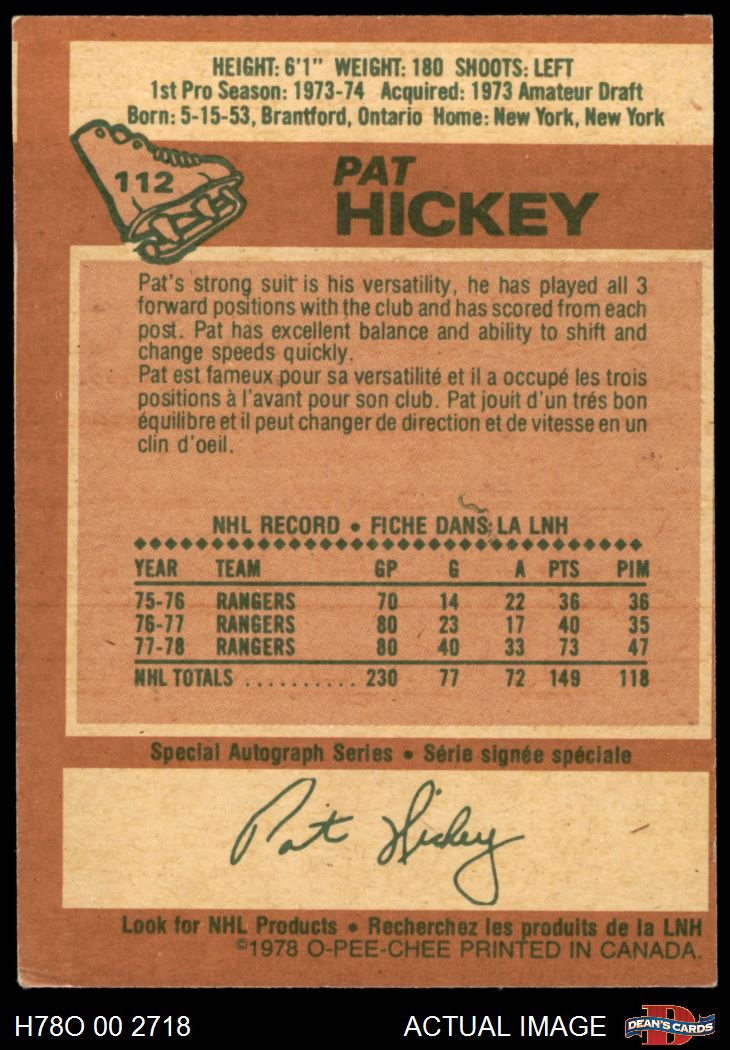 HEIGHT: 6'1" WEIGHT: 180 SHOOTS: LEFT
1st Pro Season: 1973-74 Acquired: 1973 Amateur Draft
Born: 5-15-53, Brantford, Ontario Home: New York, New York
112
PAT
HICKEY
Pat's strong suit is his versatility, he has played all 3
forward positions with the club and has scored from each
post. Pat has excellent balance and ability to shift and
change speeds quickly.
Pat est fameux pour sa versatilité et il a occupé les trois
positions à l'avant pour son club. Pat jouit d'un trés bon
équilibre et il peut changer de direction et de vitesse en un
clin d'oeil.
NHL RECORD • FICHE DANS LA LNH
YEAR TEAM GP G A PTS PIM
75-76 RANGERS 70 14 22 36 36
76-77 RANGERS 80 23 17 40 35
77-78 RANGERS 80 40 33 73 47
NHL TOTALS .......... 230 77 72 149 118
Special Autograph Series • Série signée spéciale
Pat Hickey
Look for NHL Products • Recherchez les produits de la LNH
©1978 O-PEE-CHEE PRINTED IN CANADA.
H78O 00 2718 ACTUAL IMAGE D DEAN'S CARDS